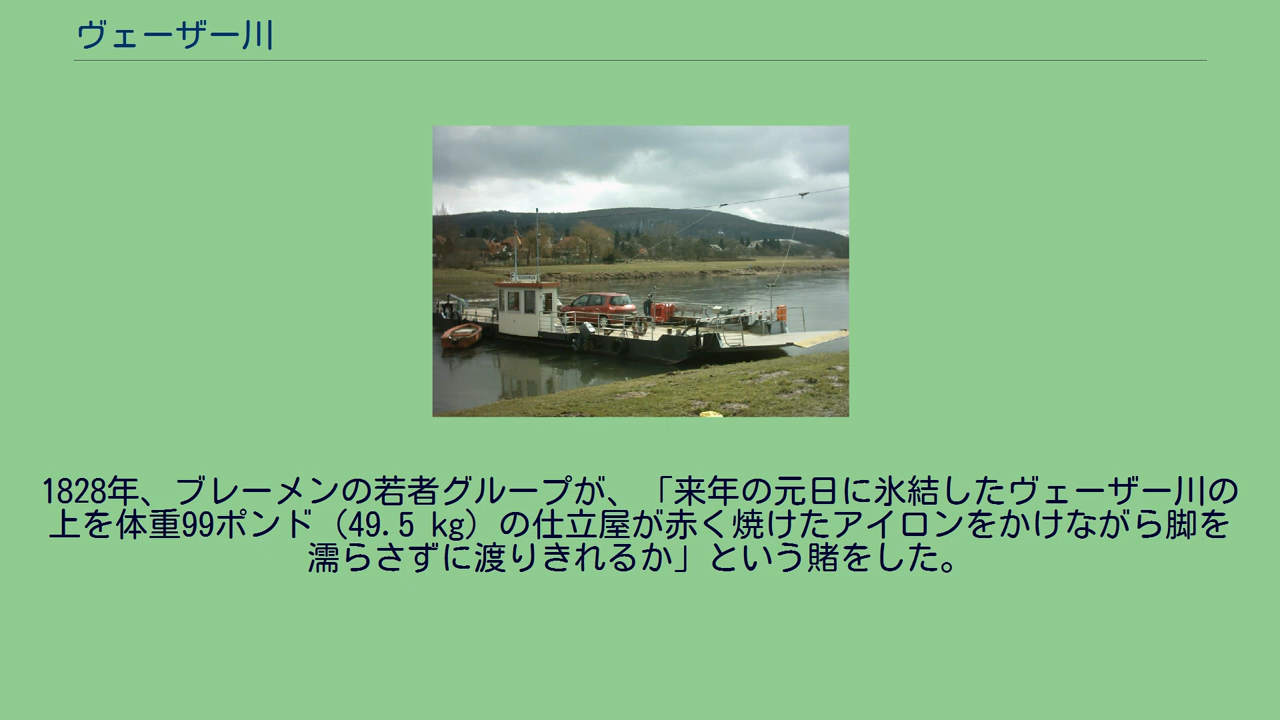 ヴェーザー川
1828年、ブレーメンの若者グループが、「来年の元日に氷結したヴェーザー川の
上を体重99ポンド（49.5 kg）の仕立屋が赤く焼けたアイロンをかけながら脚を
濡らさずに渡りきれるか」という賭をした。